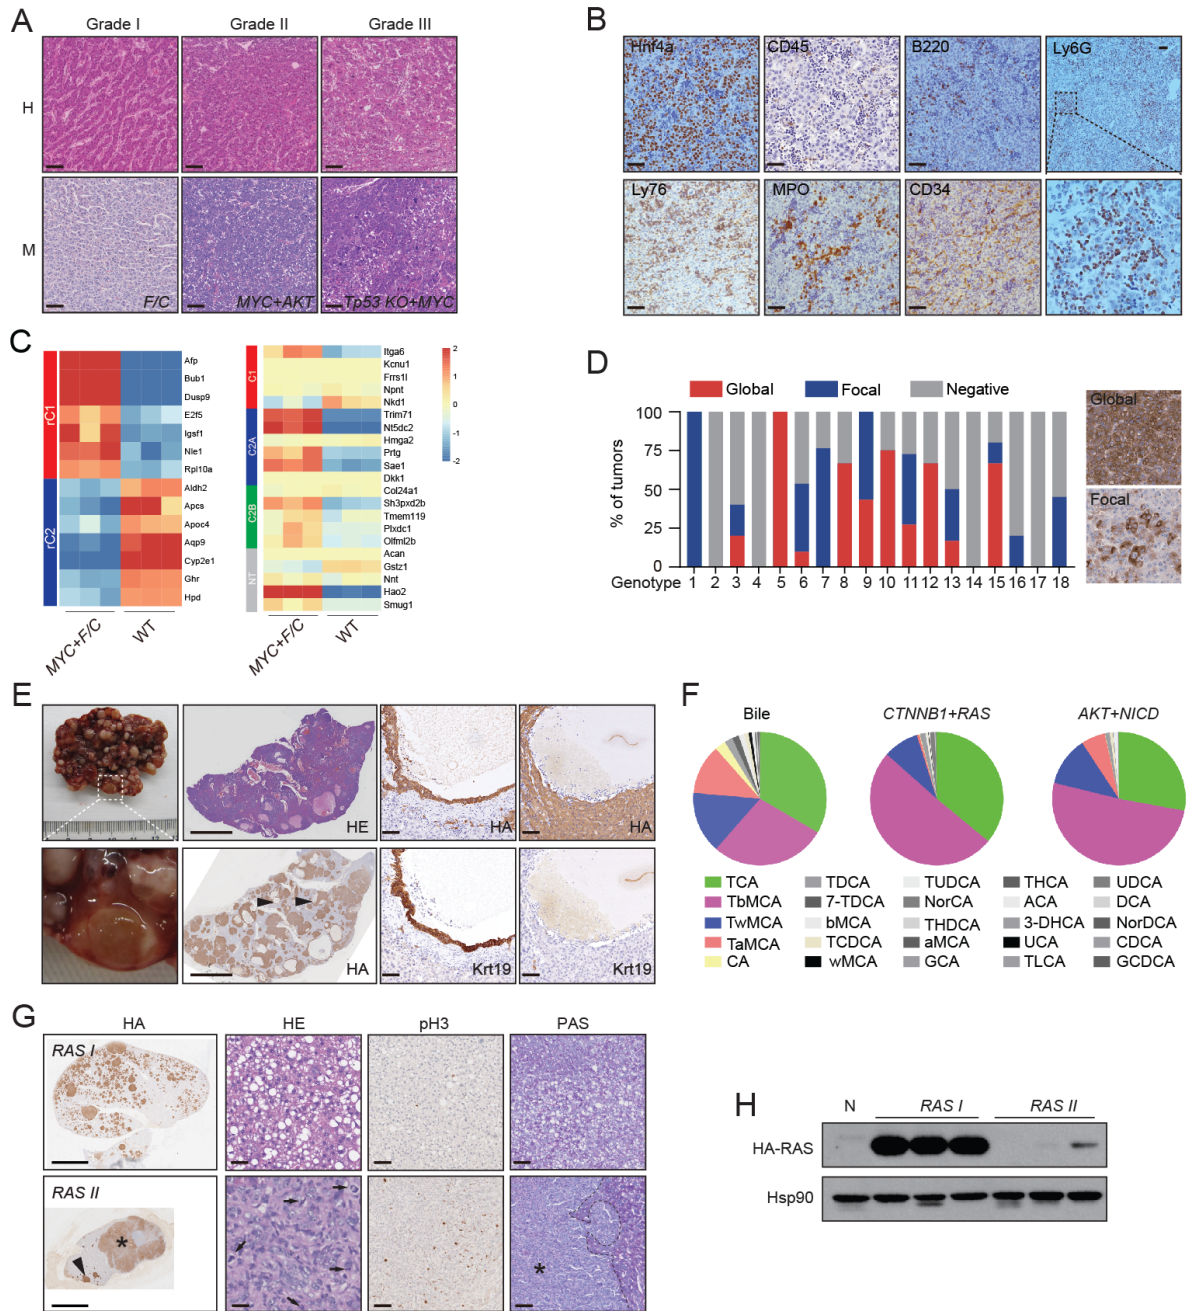 A
Grade I
Grade II
Grade III
H
M
F/C
MYC+AKT
Tp53 KO+MYC
B
Hnf4a
CD45
B220
Ly6G
Ly76
MPO
CD34
C
rC1
rC2
Afp
Bub1
Dusp9
E2f5
Igsf1
Nle1
Rpl10a
Aldh2
Apcs
Apoc4
Aqp9
Cyp2e1
Ghr
Hpd
MYC+F/C
WT
C1
C2A
C2B
NT
Itga6
Kcnu1
Frrs1l
Npnt
Nkd1
Trim71
Nt5dc2
Hmga2
Prtg
Sae1
Dkk1
Col24a1
Sh3pxd2b
Tmem119
Plxdc1
Olfml2b
Acan
Gstz1
Nnt
Hao2
Smug1
MYC+F/C
WT
2
1
0
-1
-2
D
Global
Focal
Negative
% of tumors
100
75
50
25
0
Genotype 1 2 3 4 5 6 7 8 9 10 11 12 13 14 15 16 17 18
Global
Focal
E
HE
HA
HA
HA
Krt19
Krt19
F
Bile
CTNNB1+RAS
AKT+NICD
TCA TDCA TUDCA THCA UDCA
TbMCA 7-TDCA NorCA ACA DCA
TwMCA bMCA THDCA 3-DHCA NorDCA
TaMCA TCDCA aMCA UCA CDCA
CA wMCA GCA TLCA GCDCA
G
HA
HE
pH3
PAS
RAS I
RAS II
*
*
H
N
RAS I
RAS II
HA-RAS
Hsp90